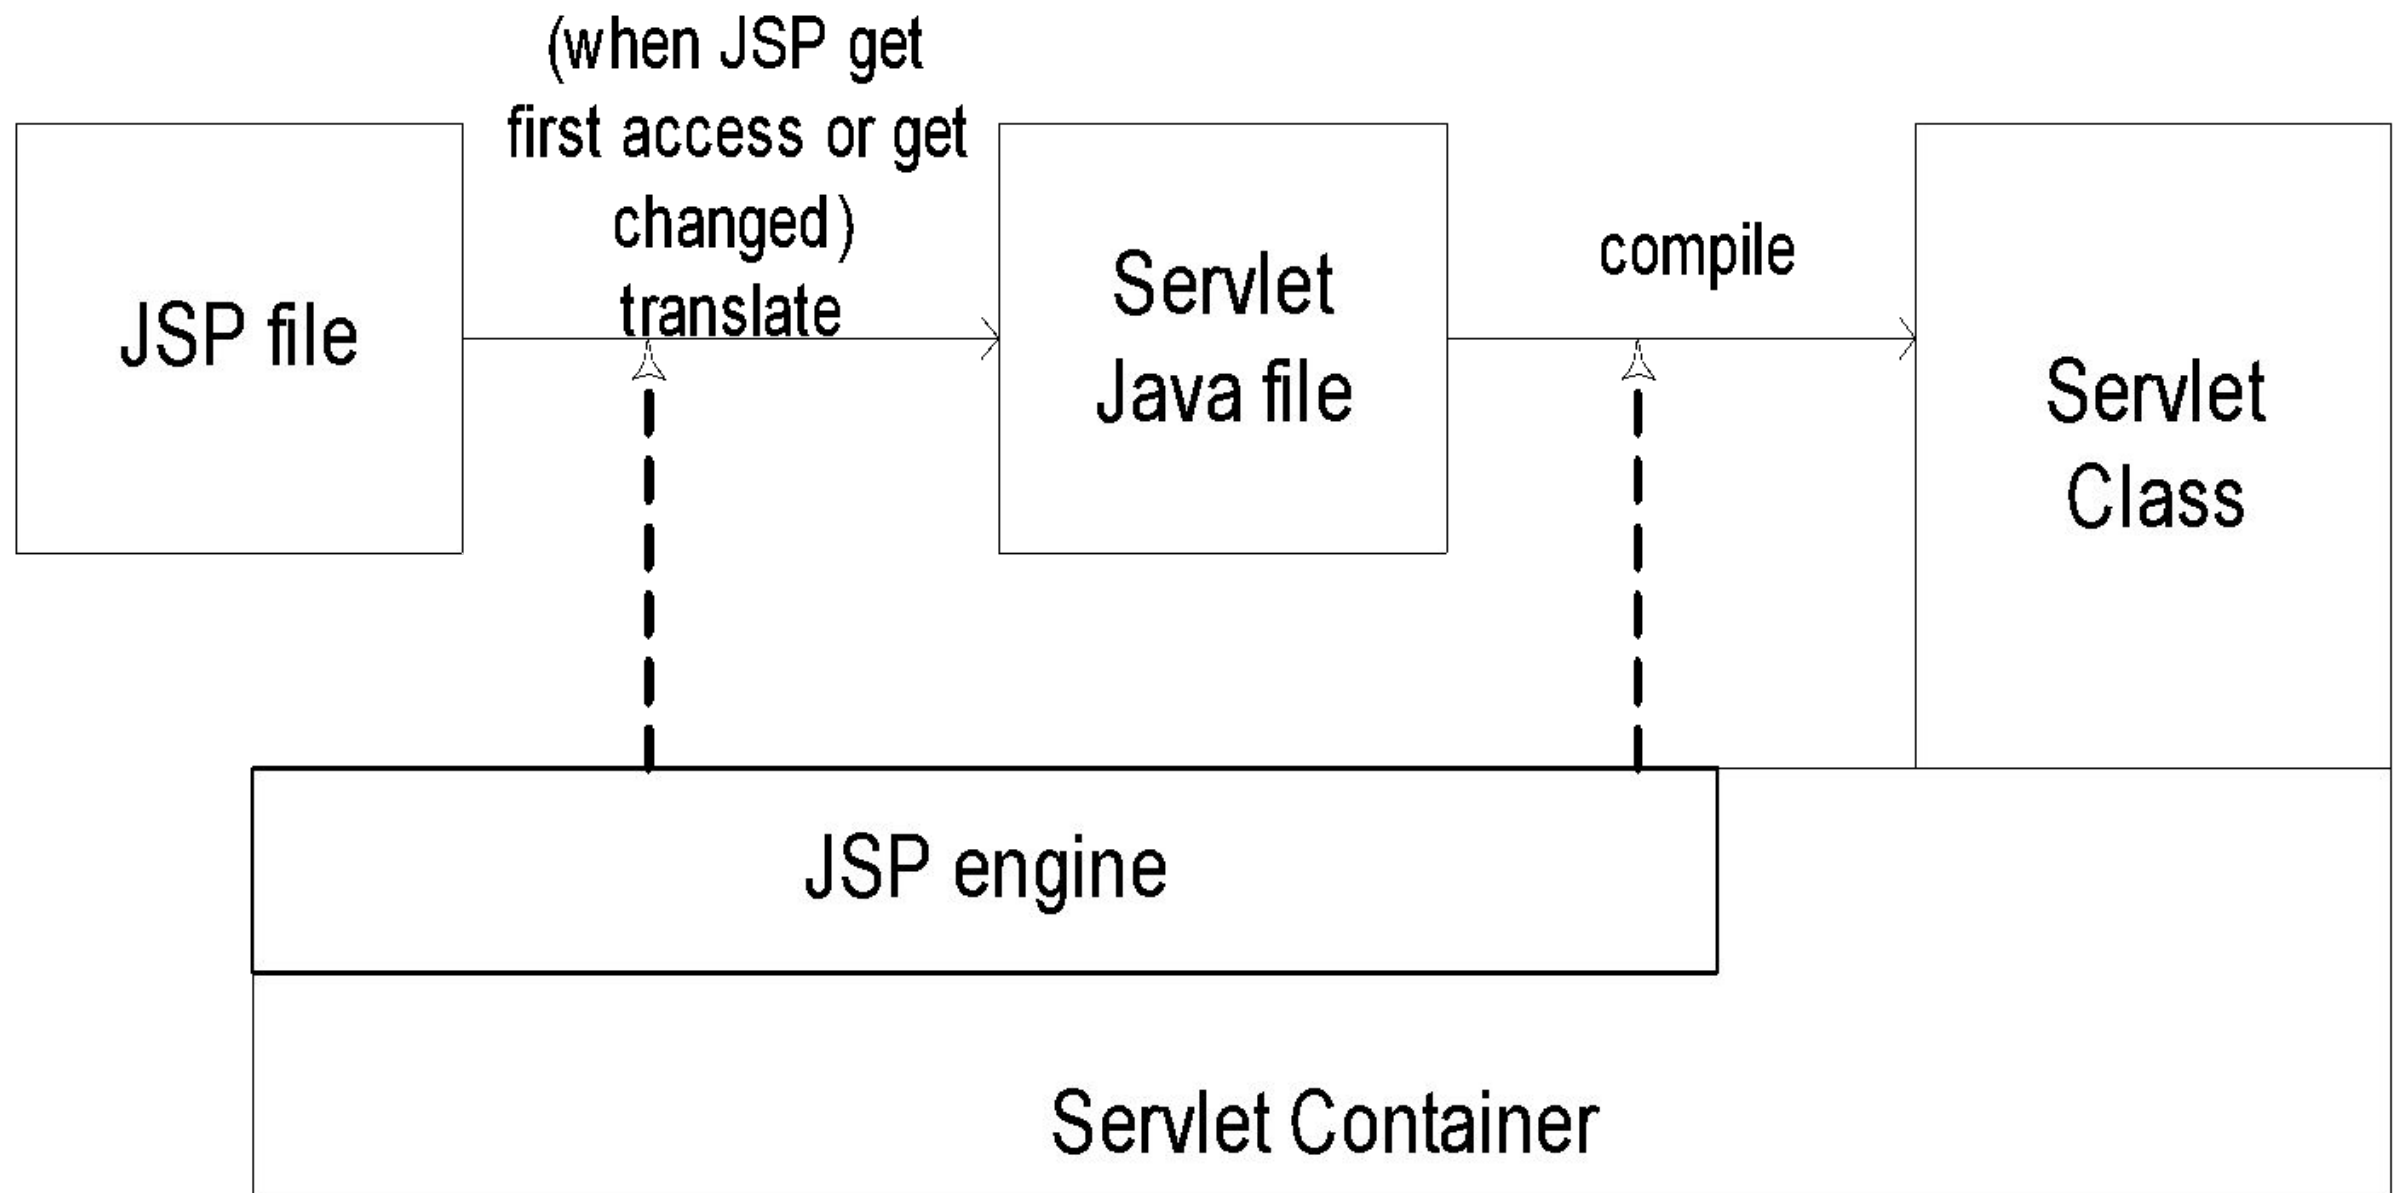 (when JSP get
first access or get
changed)
translate
JSP file
Servlet
Java file
compile
Servlet
Class
JSP engine
Servlet Container